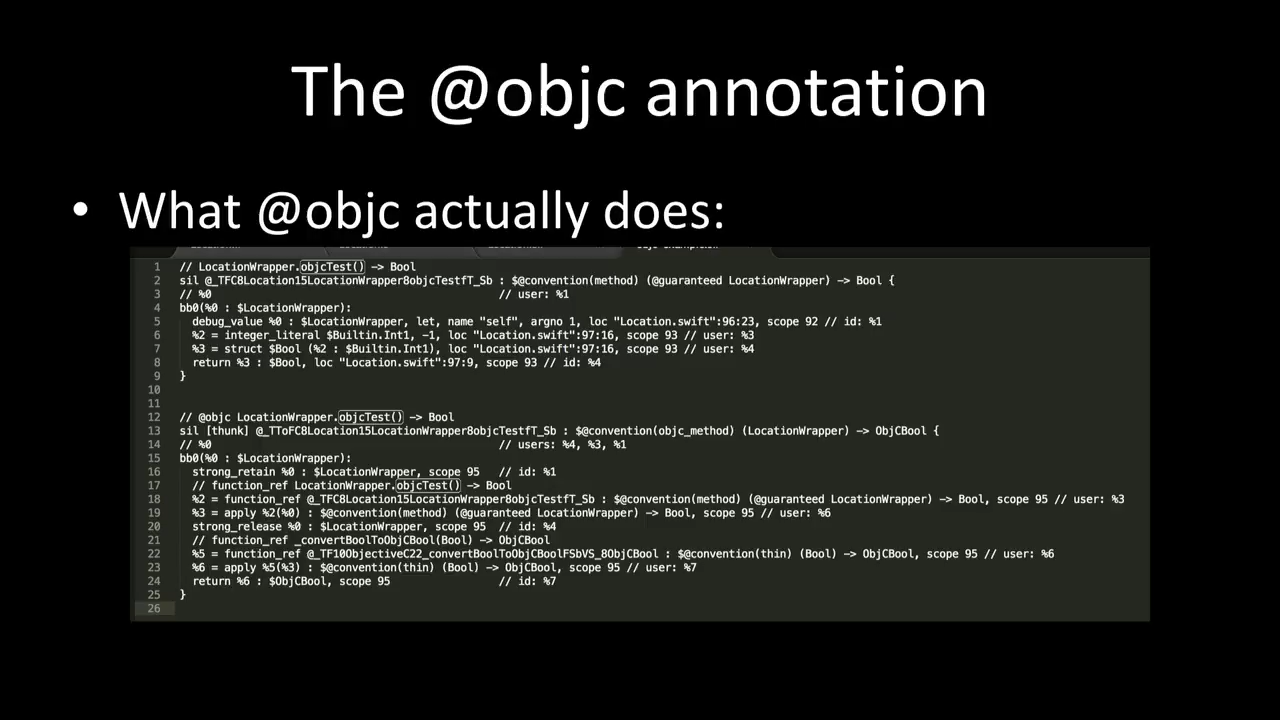 The @objc annotation
• What @objc actually does:
1 // LocationWrapper.objcTest() -> Bool
2 sil @_TFC8Location15LocationWrapper8objcTestfT_Sb : $@convention(method) (@guaranteed LocationWrapper) -> Bool {
3 // %0 // user: %1
4 bb0(%0 : $LocationWrapper):
5 debug_value %0 : $LocationWrapper, let, name "self", argno 1, loc "Location.swift":96:23, scope 92 // id: %1
6 %2 = integer_literal $Builtin.Int1, -1, loc "Location.swift":97:16, scope 93 // user: %3
7 %3 = struct $Bool (%2 : $Builtin.Int1), loc "Location.swift":97:16, scope 93 // user: %4
8 return %3 : $Bool, loc "Location.swift":97:9, scope 93 // id: %4
9 }
10
11
12 // @objc LocationWrapper.objcTest() -> Bool
13 sil [thunk] @_TToFC8Location15LocationWrapper8objcTestfT_Sb : $@convention(objc_method) (LocationWrapper) -> ObjCBool {
14 // %0 // users: %4, %3, %1
15 bb0(%0 : $LocationWrapper):
16 strong_retain %0 : $LocationWrapper, scope 95 // id: %1
17 // function_ref LocationWrapper.objcTest() -> Bool
18 %2 = function_ref @_TFC8Location15LocationWrapper8objcTestfT_Sb : $@convention(method) (@guaranteed LocationWrapper) -> Bool, scope 95 // user: %3
19 %3 = apply %2(%0) : $@convention(method) (@guaranteed LocationWrapper) -> Bool, scope 95 // user: %6
20 strong_release %0 : $LocationWrapper, scope 95 // id: %4
21 // function_ref _convertBoolToObjCBool(Bool) -> ObjCBool
22 %5 = function_ref @_TF10ObjectiveC22_convertBoolToObjCBoolFSbVS_8ObjCBool : $@convention(thin) (Bool) -> ObjCBool, scope 95 // user: %6
23 %6 = apply %5(%3) : $@convention(thin) (Bool) -> ObjCBool, scope 95 // user: %7
24 return %6 : $ObjCBool, scope 95 // id: %7
25 }
26